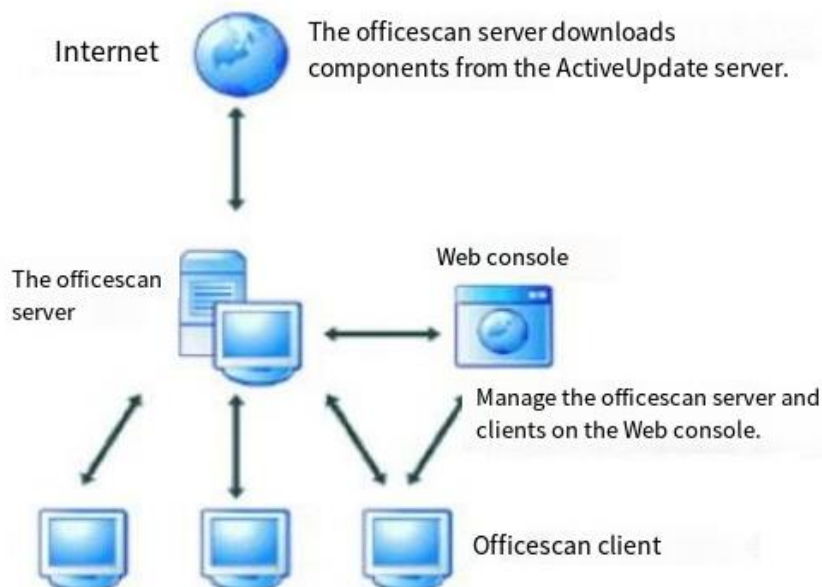 Internet
The officescan server downloads
components from the ActiveUpdate server.
The officescan
server
Web console
Manage the officescan server and
clients on the Web console.
Officescan client